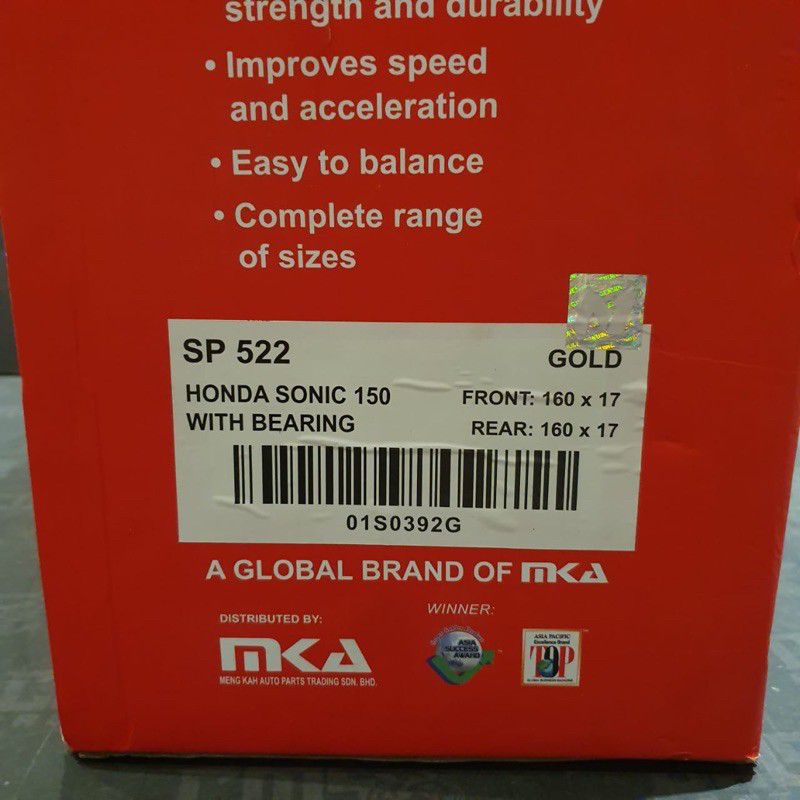 strength and durability
• Improves speed
and acceleration
• Easy to balance
• Complete range
of sizes
SP 522
GOLD
HONDA SONIC 150
WITH BEARING
FRONT: 160 x 17
REAR: 160 x 17
01S0392G
A GLOBAL BRAND OF MKA
DISTRIBUTED BY:
MKA
MENG KAH AUTO PARTS TRADING SDN. BHD.
WINNER:
ASIA
SUCCESS
AWARD
ASIA PACIFIC
Excellence Brand
TOP